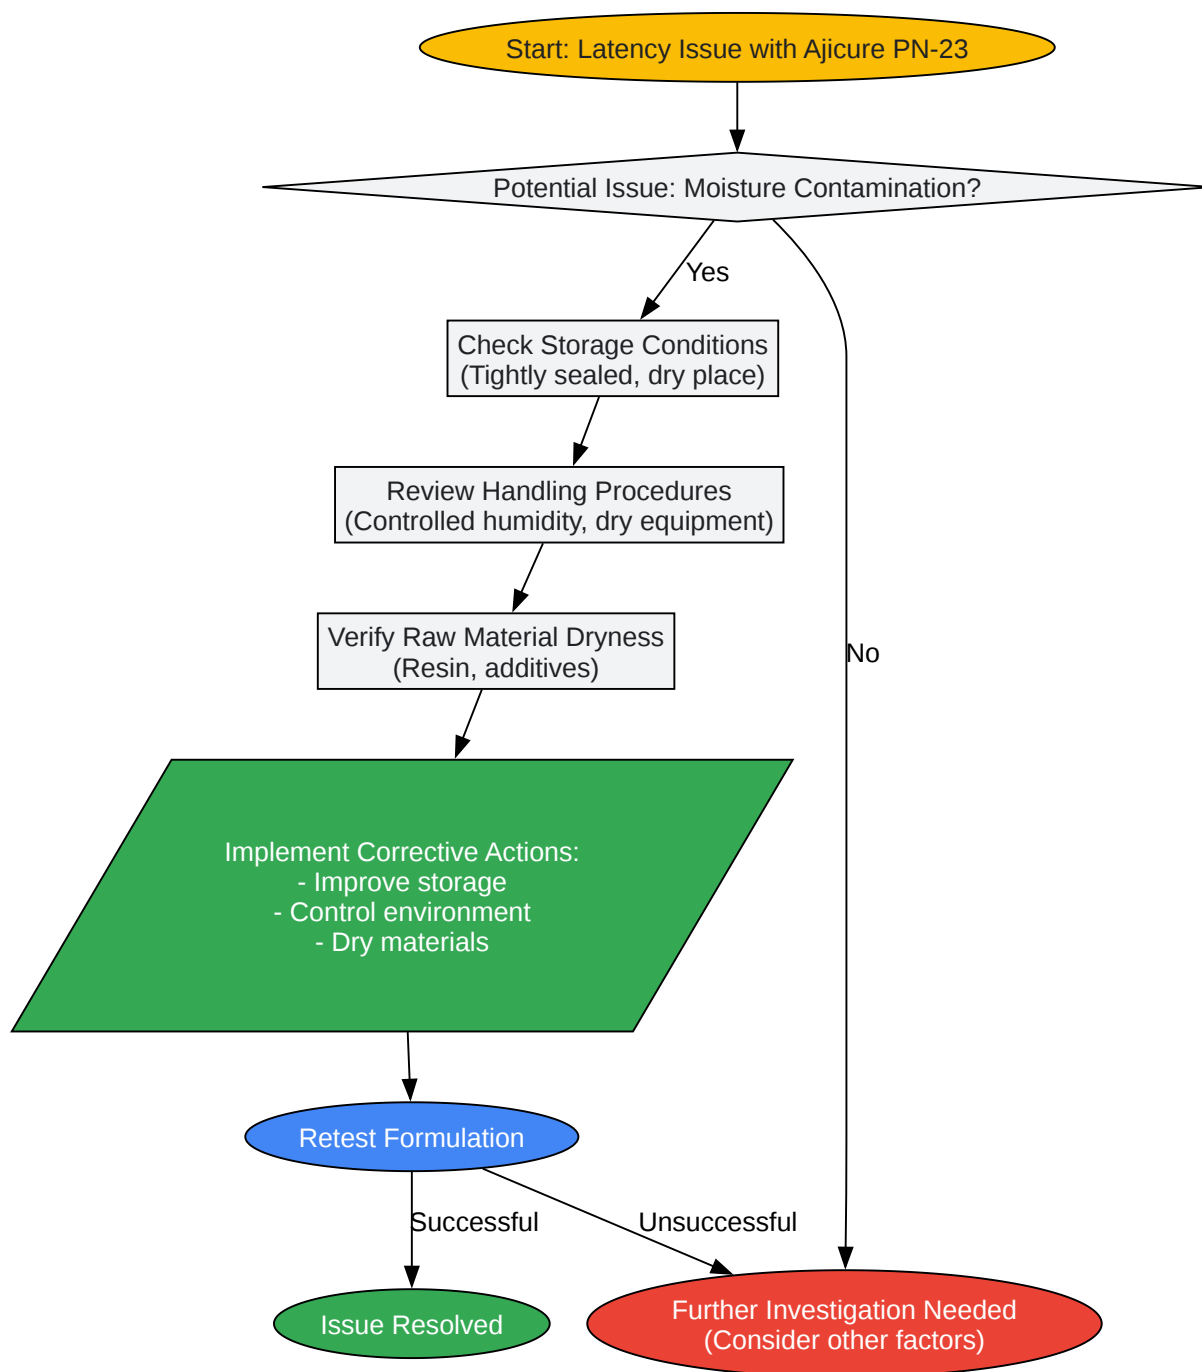 Start: Latency Issue with Ajicure PN-23
Potential Issue: Moisture Contamination?
Yes
Check Storage Conditions
(Tightly sealed, dry place)
Review Handling Procedures
(Controlled humidity, dry equipment)
Verify Raw Material Dryness
(Resin, additives)
No
Implement Corrective Actions:
- Improve storage
- Control environment
- Dry materials
Retest Formulation
Successful
Unsuccessful
Issue Resolved
Further Investigation Needed
(Consider other factors)